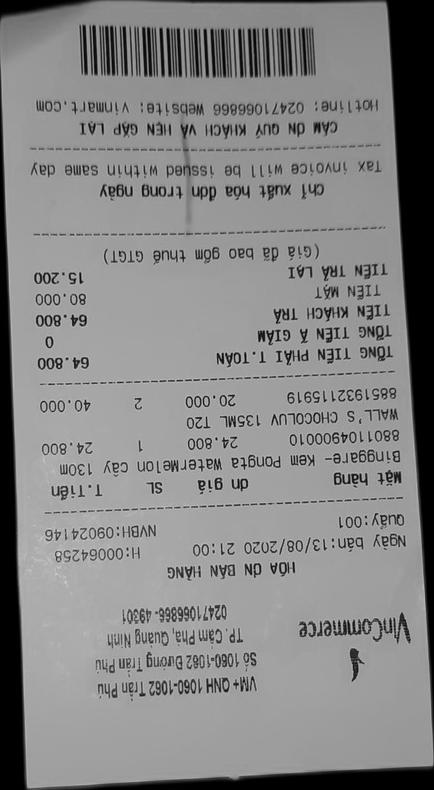 VinCommerce
VM+ QNH 1060-1062 Trần Phú
Số 1060-1062 Đường Trần Phú
TP. Cẩm Phả, Quảng Ninh
0247106866- 49301
HÓA ĐN BÁN HÀNG
Ngày bán:13/08/2020 21:00 H:00064258
Quầy:001 NVBH:09024146
Mặt hàng đn giá SL T.Tiền
Binggare- Kem Pongta Watermelon cây 130m
8801104900010 24.800 1 24.800
WALL'S CHOCOLUV 135ML T20
8851932115919 20.000 2 40.000
TỔNG TIỀN PHẢI T.TOÁN 64.800
TỔNG TIỀN Ã GIẢM 0
TIỀN KHÁCH TRẢ 64.800
TIỀN MẶT 80.000
TIỀN TRẢ LẠI 15.200
(Giá đã bao gồm thuế GTGT)
Chỉ xuất hóa đơn trong ngày
Tax invoice will be issued within same day
CẢM ƠN QUÝ KHÁCH VÀ HẸN GẶP LẠI
Hotline: 02471066866 Website: vinmart.com